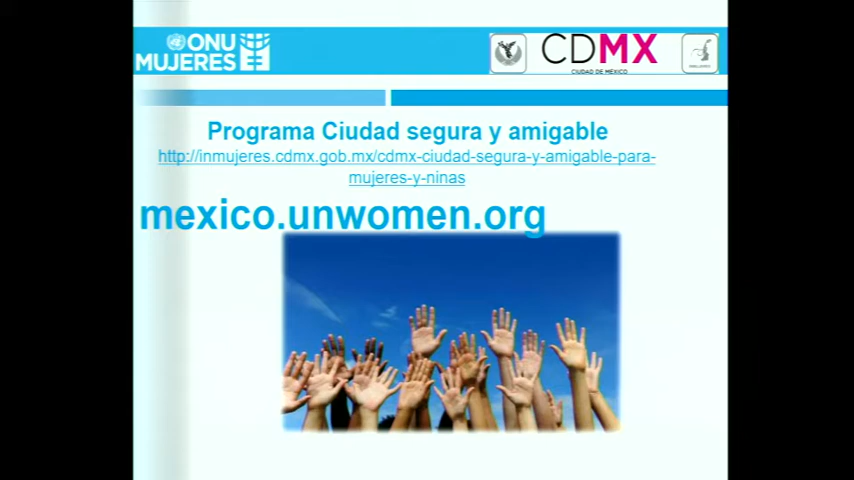 ONU
MUJERES
CDMX
CIUDAD DE MÉXICO
Programa Ciudad segura y amigable
http://inmujeres.cdmx.gob.mx/cdmx-ciudad-segura-y-amigable-para-
mujeres-y-ninas
mexico.unwomen.org